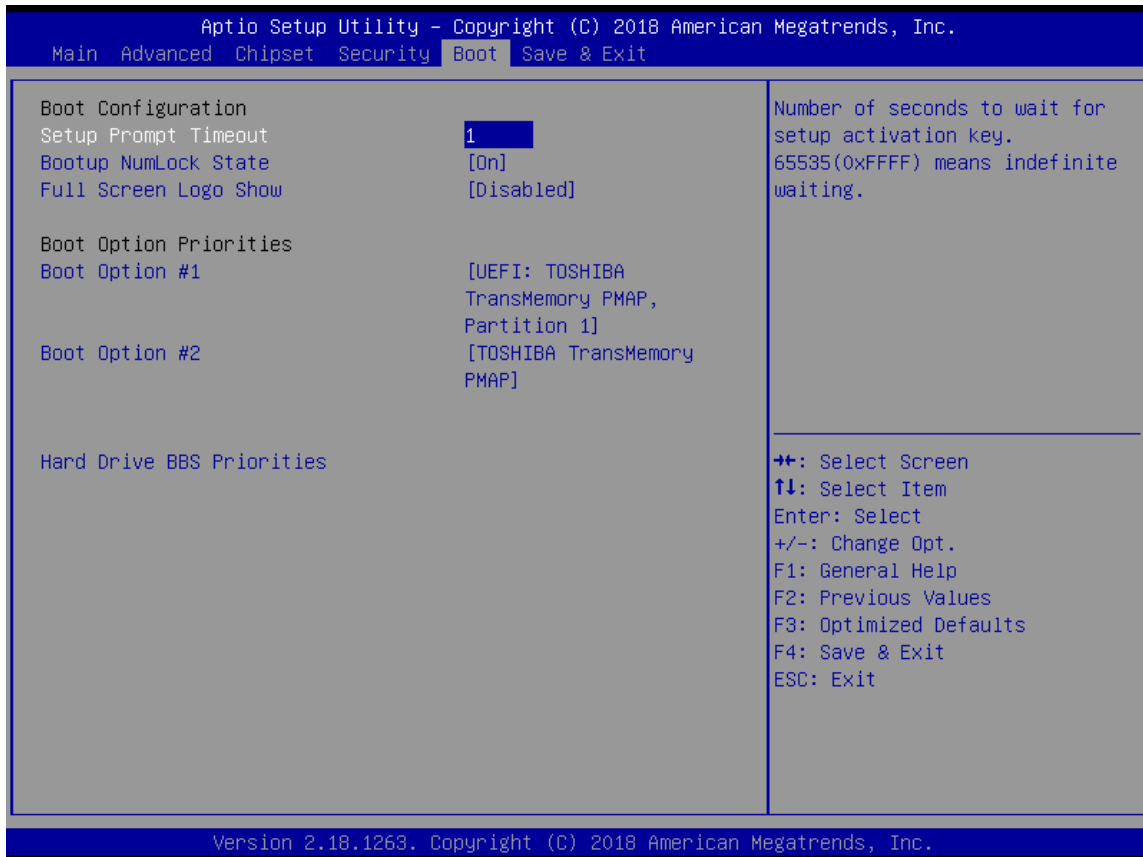 Aptio Setup Utility – Copyright (C) 2018 American Megatrends, Inc.
Main Advanced Chipset Security Boot Save & Exit
Boot Configuration
Setup Prompt Timeout 1
Bootup NumLock State [On]
Full Screen Logo Show [Disabled]
Boot Option Priorities
Boot Option #1 [UEFI: TOSHIBA
TransMemory PMAP,
Partition 1]
Boot Option #2 [TOSHIBA TransMemory
PMAP]
Hard Drive BBS Priorities
Number of seconds to wait for
setup activation key.
65535(0xFFFF) means indefinite
waiting.
→←: Select Screen
↑↓: Select Item
Enter: Select
+/-: Change Opt.
F1: General Help
F2: Previous Values
F3: Optimized Defaults
F4: Save & Exit
ESC: Exit
Version 2.18.1263. Copyright (C) 2018 American Megatrends, Inc.